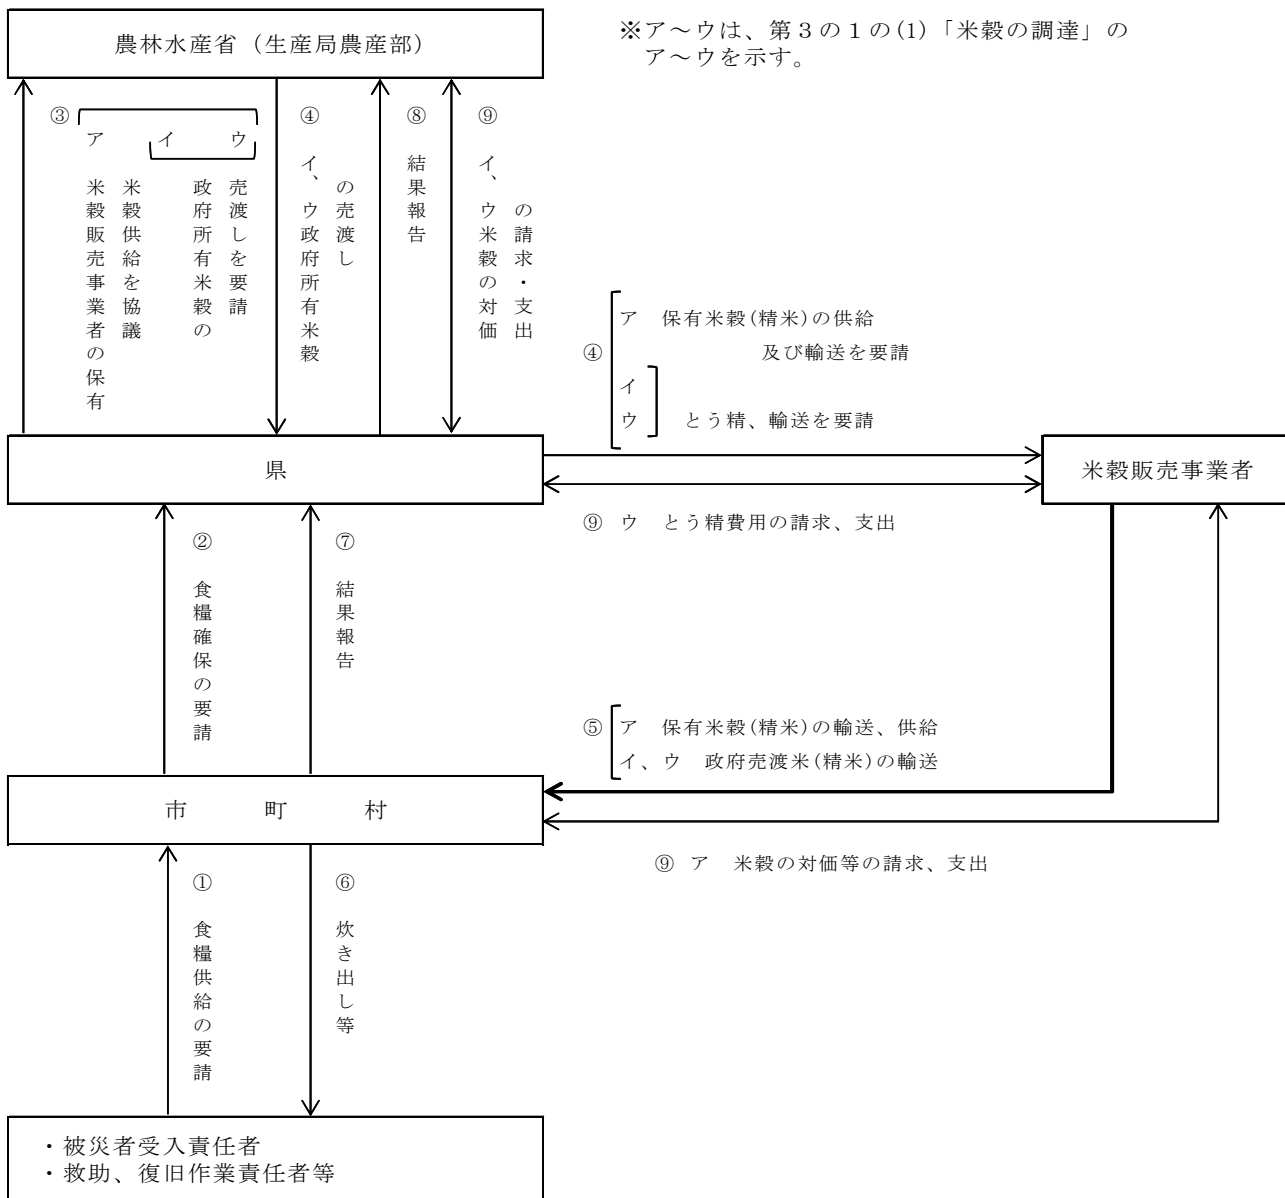 農林水産省（生産局農産部）
※ア～ウは、第３の１の(1)「米穀の調達」の
ア～ウを示す。
③
ア
イ
ウ
米穀販売事業者の保有
米穀供給を協議
政府所有米穀の
売渡しを要請
④
イ、ウ政府所有米穀
の売渡し
⑧
結果報告
⑨
イ、ウ米穀の対価
の請求・支出
④
ア　保有米穀(精米)の供給
及び輸送を要請
イ
ウ　とう精、輸送を要請
県
米穀販売事業者
⑨ ウ　とう精費用の請求、支出
②
食糧確保の要請
⑦
結果報告
⑤
ア　保有米穀(精米)の輸送、供給
イ、ウ　政府売渡米(精米)の輸送
市　町　村
⑨ ア　米穀の対価等の請求、支出
①
食糧供給の要請
⑥
炊き出し等
・被災者受入責任者
・救助、復旧作業責任者等